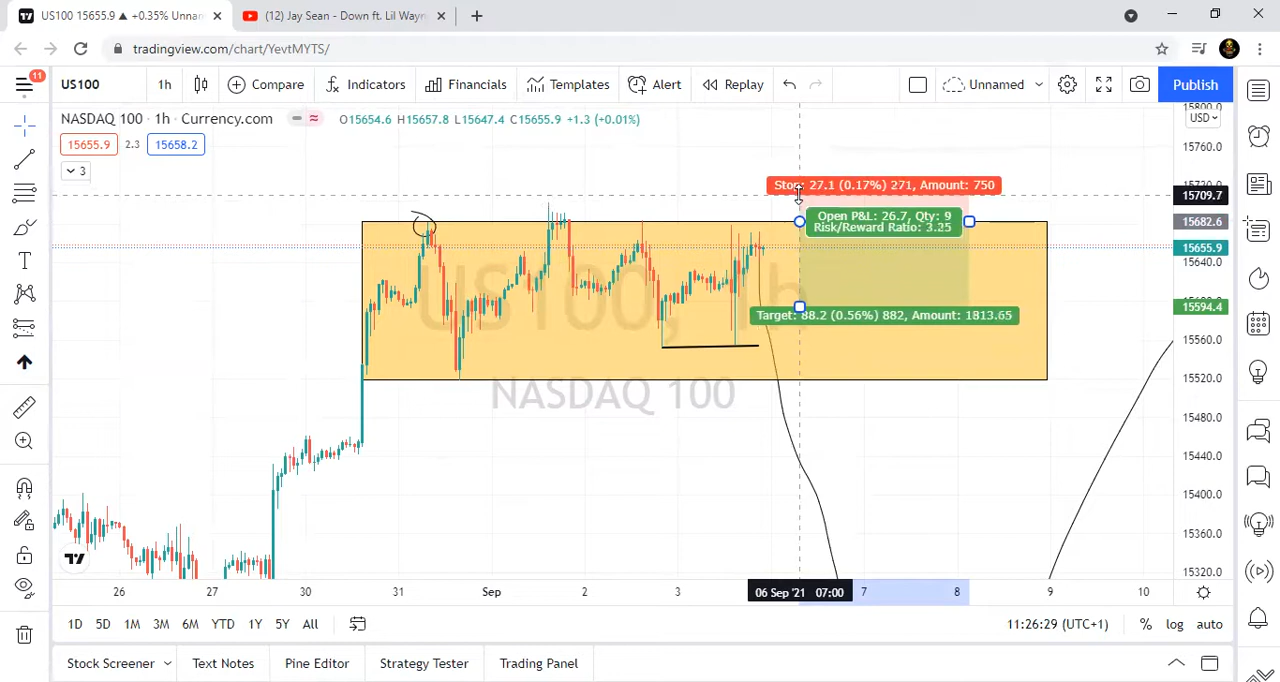 US100 15655.9 ▲ +0.35% Unnam
(12) Jay Sean - Down ft. Lil Wayn
tradingview.com/chart/YevtMYTS/
11
US100
1h
Compare
Indicators
Financials
Templates
Alert
Replay
Unnamed
Publish
NASDAQ 100 · 1h · Currency.com
O15654.6 H15657.8 L15647.4 C15655.9 +1.3 (+0.01%)
15655.9
2.3
15658.2
3
USD
15800.0
15760.0
15709.7
15682.6
15655.9
15640.0
15594.4
15560.0
15520.0
15480.0
15440.0
15400.0
15360.0
15320.0
Stop: 27.1 (0.17%) 271, Amount: 750
Open P&L: 26.7, Qty: 9
Risk/Reward Ratio: 3.25
Target: 88.2 (0.56%) 882, Amount: 1813.65
US100, 1h
NASDAQ 100
26
27
30
31
Sep
2
3
06 Sep '21 07:00
7
8
9
10
1D
5D
1M
3M
6M
YTD
1Y
5Y
All
11:26:29 (UTC+1)
%
log
auto
Stock Screener
Text Notes
Pine Editor
Strategy Tester
Trading Panel